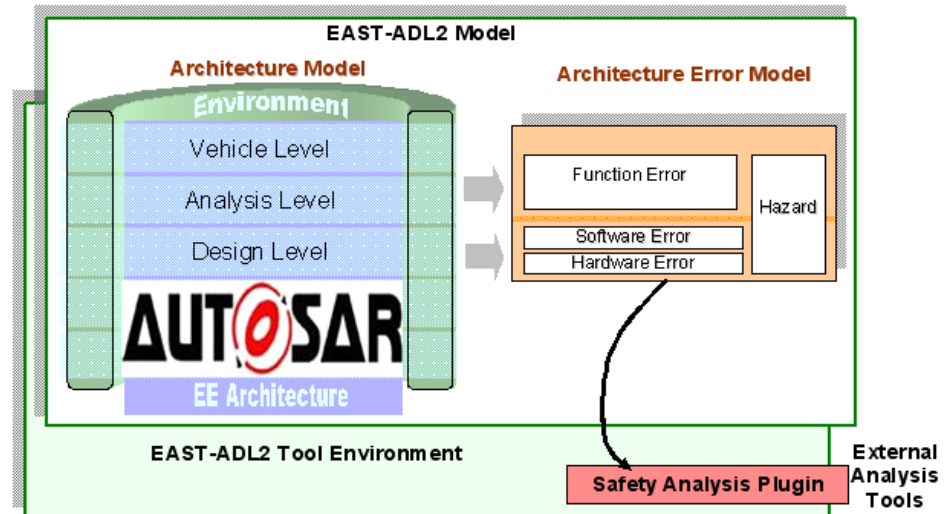 EAST-ADL2 Model
Architecture Model
Environment
Vehicle Level
Analysis Level
Design Level
AUTOSAR
EE Architecture
Architecture Error Model
Function Error
Software Error
Hardware Error
Hazard
EAST-ADL2 Tool Environment
Safety Analysis Plugin
External
Analysis
Tools